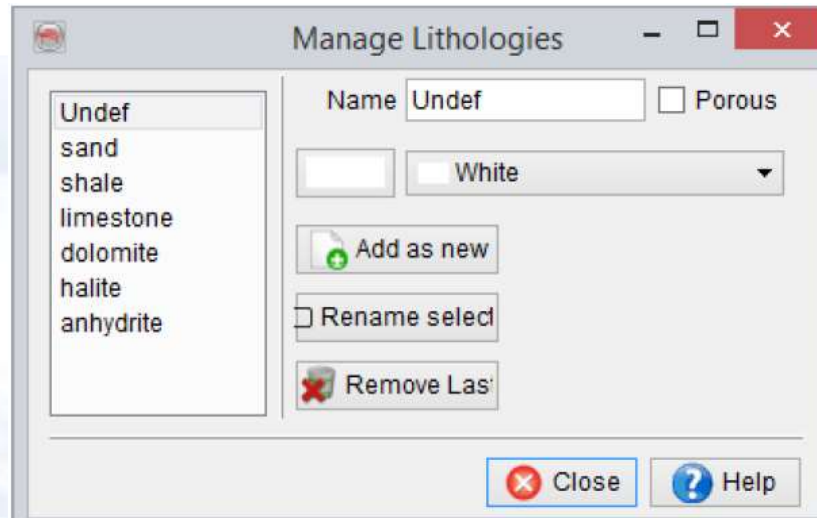 Manage Lithologies
Undef
sand
shale
limestone
dolomite
halite
anhydrite
Name Undef Porous
White
Add as new
Rename select
Remove Las
Close Help